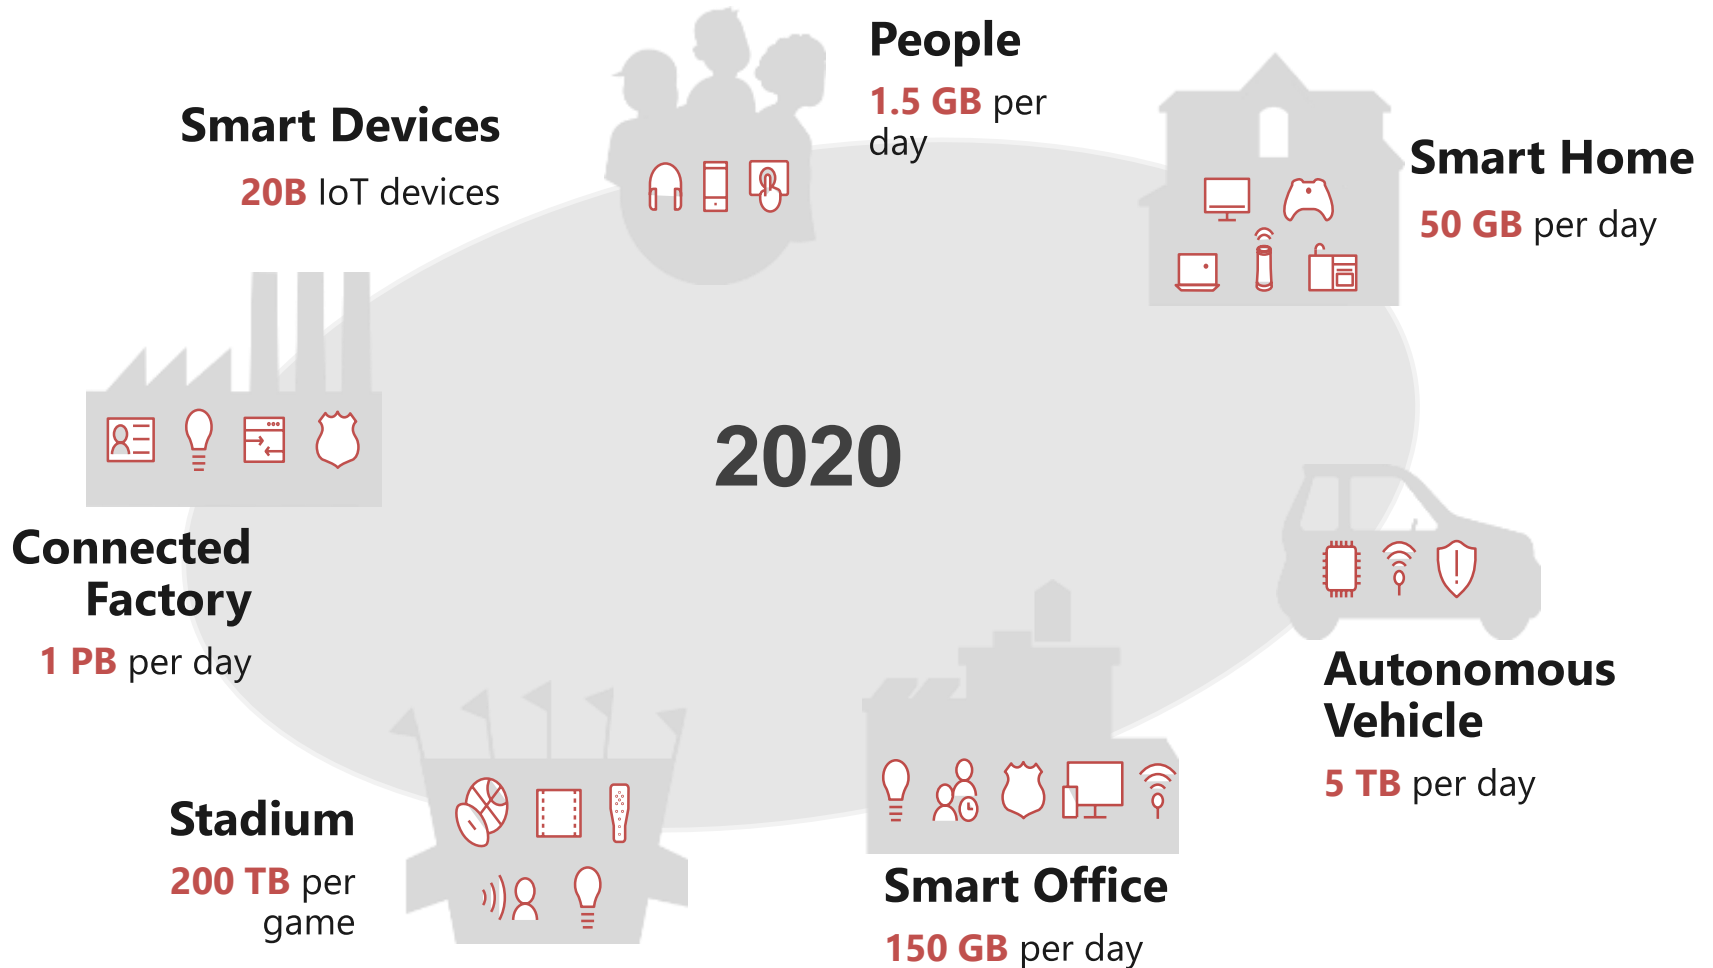 People
1.5 GB per
day
Smart Devices
20B IoT devices
Smart Home
50 GB per day
2020
Connected
Factory
1 PB per day
Autonomous
Vehicle
5 TB per day
Stadium
200 TB per
game
Smart Office
150 GB per day